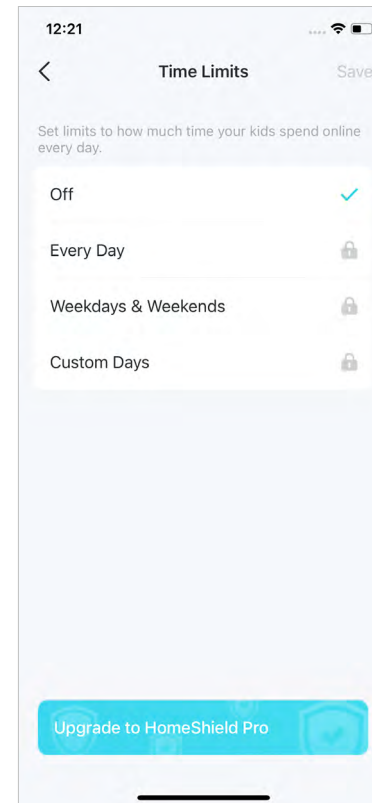 12:21
Time Limits
Save
Set limits to how much time your kids spend online
every day.
Off
Every Day
Weekdays & Weekends
Custom Days
Upgrade to HomeShield Pro